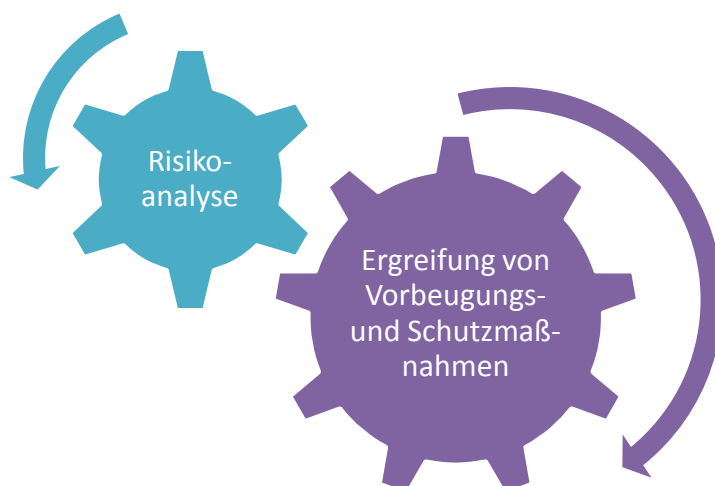 Risiko-
analyse
Ergreifung von
Vorbeugungs-
und Schutzmaß-
nahmen